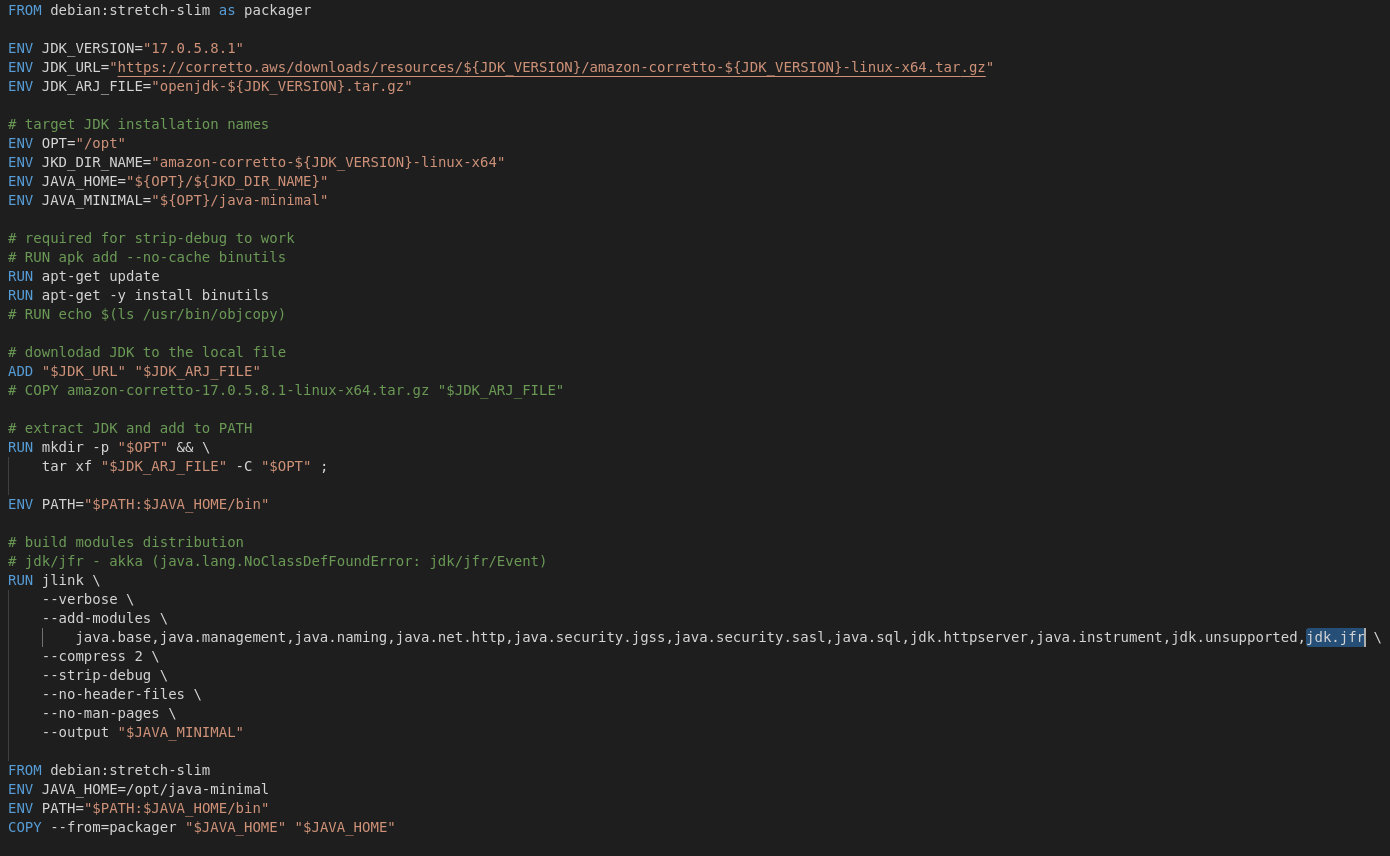 FROM debian:stretch-slim as packager
ENV JDK_VERSION="17.0.5.8.1"
ENV JDK_URL="https://corretto.aws/downloads/resources/${JDK_VERSION}/amazon-corretto-${JDK_VERSION}-linux-x64.tar.gz"
ENV JDK_ARJ_FILE="openjdk-${JDK_VERSION}.tar.gz"
# target JDK installation names
ENV OPT="/opt"
ENV JKD_DIR_NAME="amazon-corretto-${JDK_VERSION}-linux-x64"
ENV JAVA_HOME="${OPT}/${JKD_DIR_NAME}"
ENV JAVA_MINIMAL="${OPT}/java-minimal"
# required for strip-debug to work
# RUN apk add --no-cache binutils
RUN apt-get update
RUN apt-get -y install binutils
# RUN echo $(ls /usr/bin/objcopy)
# downlodad JDK to the local file
ADD "$JDK_URL" "$JDK_ARJ_FILE"
# COPY amazon-corretto-17.0.5.8.1-linux-x64.tar.gz "$JDK_ARJ_FILE"
# extract JDK and add to PATH
RUN mkdir -p "$OPT" && \
    tar xf "$JDK_ARJ_FILE" -C "$OPT" ;
ENV PATH="$PATH:$JAVA_HOME/bin"
# build modules distribution
# jdk/jfr - akka (java.lang.NoClassDefFoundError: jdk/jfr/Event)
RUN jlink \
    --verbose \
    --add-modules \
        java.base,java.management,java.naming,java.net.http,java.security.jgss,java.security.sasl,java.sql,jdk.httpserver,java.instrument,jdk.unsupported,jdk.jfr \
    --compress 2 \
    --strip-debug \
    --no-header-files \
    --no-man-pages \
    --output "$JAVA_MINIMAL"
FROM debian:stretch-slim
ENV JAVA_HOME=/opt/java-minimal
ENV PATH="$PATH:$JAVA_HOME/bin"
COPY --from=packager "$JAVA_HOME" "$JAVA_HOME"